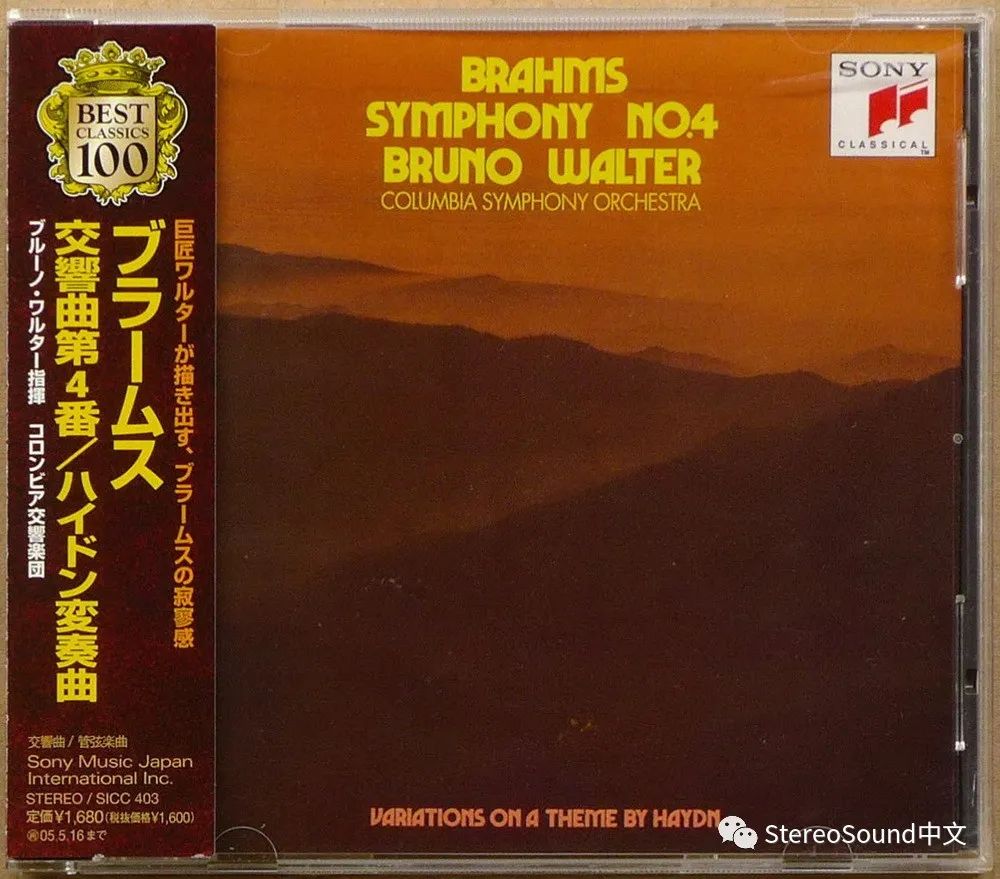 BEST
CLASSICS
100
巨匠ワルターが描き出す、ブラームスの寂寥感
ブラームス
交響曲第4番/ハイドン変奏曲
ブルーノ・ワルター指揮 コロンビア交響楽団
交響曲/管弦楽曲
Sony Music Japan
International Inc.
STEREO/SICC 403
定価¥1,680(税抜価格¥1,600)
05.5.16まで
BRAHMS
SYMPHONY NO.4
BRUNO WALTER
COLUMBIA SYMPHONY ORCHESTRA
SONY
CLASSICAL
TM
VARIATIONS ON A THEME BY HAYDN
StereoSound中文